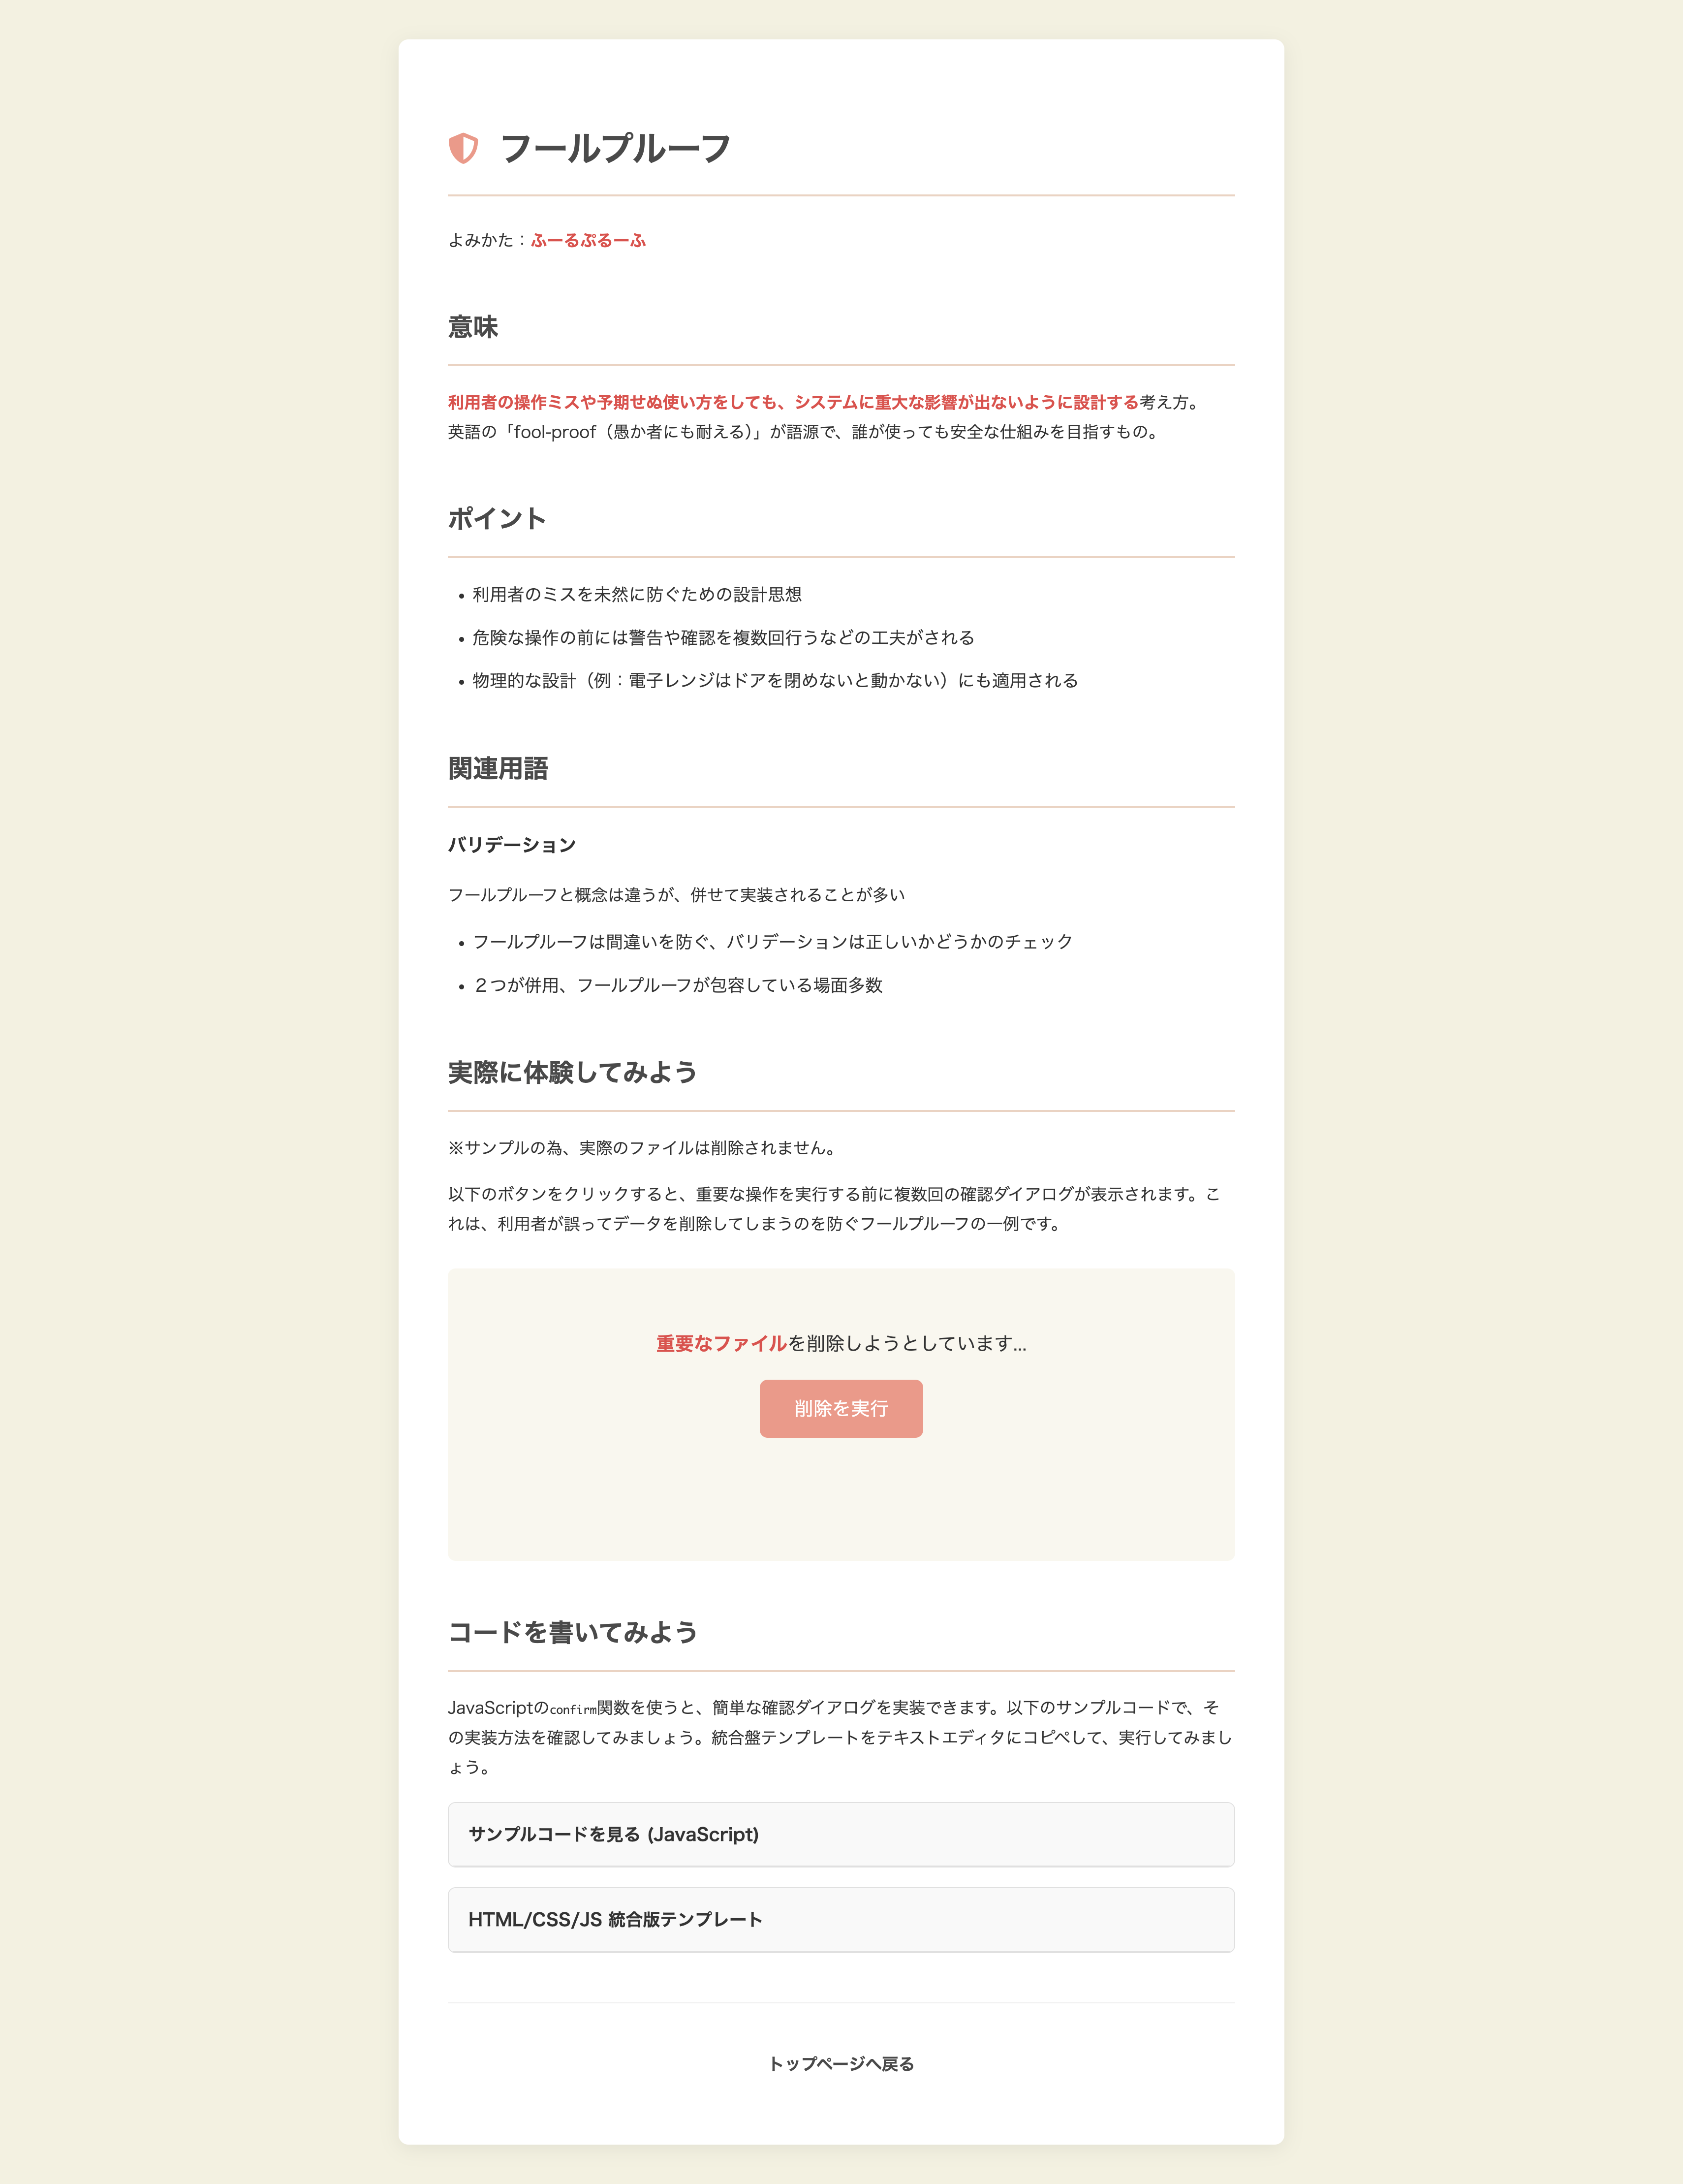 フールプルーフ
よみかた：ふーるぷるーふ
意味
利用者の操作ミスや予期せぬ使い方をしても、システムに重大な影響が出ないように設計する考え方。
英語の「fool-proof（愚か者にも耐える）」が語源で、誰が使っても安全な仕組みを目指すもの。
ポイント
• 利用者のミスを未然に防ぐための設計思想
• 危険な操作の前には警告や確認を複数回行うなどの工夫がされる
• 物理的な設計（例：電子レンジはドアを閉めないと動かない）にも適用される
関連用語
バリデーション
フールプルーフと概念は違うが、併せて実装されることが多い
• フールプルーフは間違いを防ぐ、バリデーションは正しいかどうかのチェック
• ２つが併用、フールプルーフが包容している場面多数
実際に体験してみよう
※サンプルの為、実際のファイルは削除されません。
以下のボタンをクリックすると、重要な操作を実行する前に複数回の確認ダイアログが表示されます。こ
れは、利用者が誤ってデータを削除してしまうのを防ぐフールプルーフの一例です。
重要なファイルを削除しようとしています...
削除を実行
コードを書いてみよう
JavaScriptのconfirm関数を使うと、簡単な確認ダイアログを実装できます。以下のサンプルコードで、そ
の実装方法を確認してみましょう。統合盤テンプレートをテキストエディタにコピペして、実行してみまし
ょう。
サンプルコードを見る (JavaScript)
HTML/CSS/JS 統合版テンプレート
トップページへ戻る